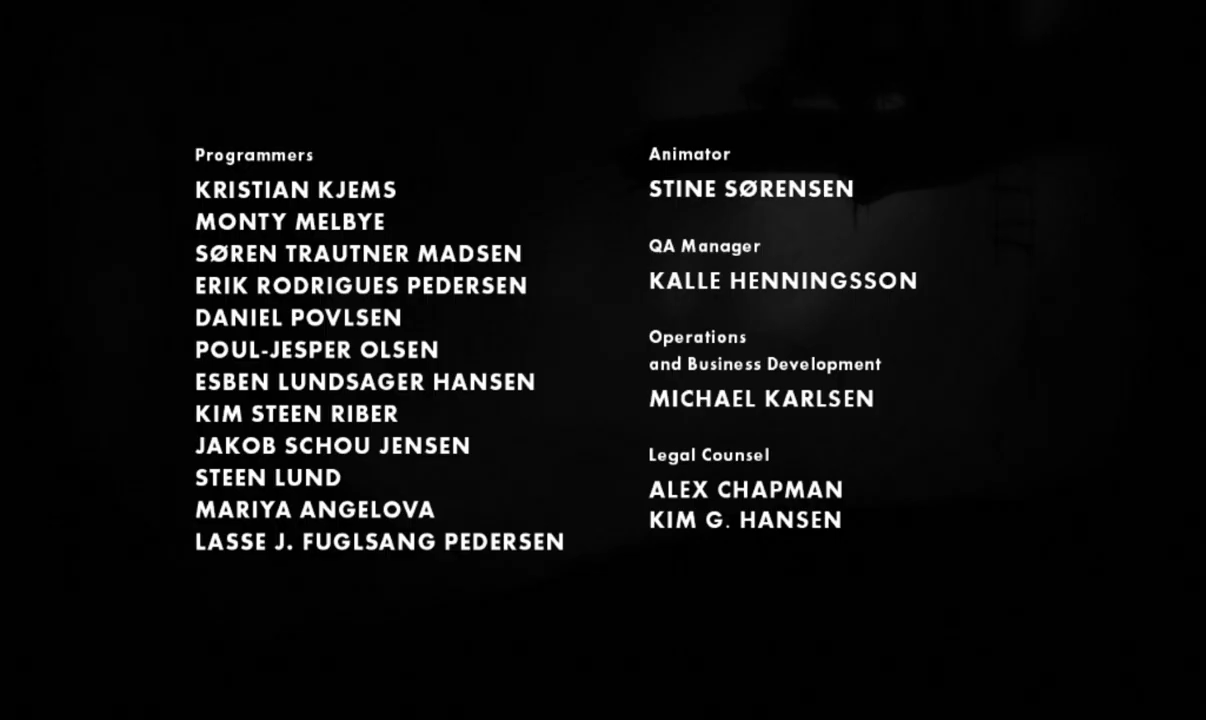 Programmers
KRISTIAN KJEMS
MONTY MELBYE
SØREN TRAUTNER MADSEN
ERIK RODRIGUES PEDERSEN
DANIEL POVLSEN
POUL-JESPER OLSEN
ESBEN LUNDSAGER HANSEN
KIM STEEN RIBER
JAKOB SCHOU JENSEN
STEEN LUND
MARIYA ANGELOVA
LASSE J. FUGLSANG PEDERSEN
Animator
STINE SØRENSEN
QA Manager
KALLE HENNINGSSON
Operations
and Business Development
MICHAEL KARLSEN
Legal Counsel
ALEX CHAPMAN
KIM G. HANSEN